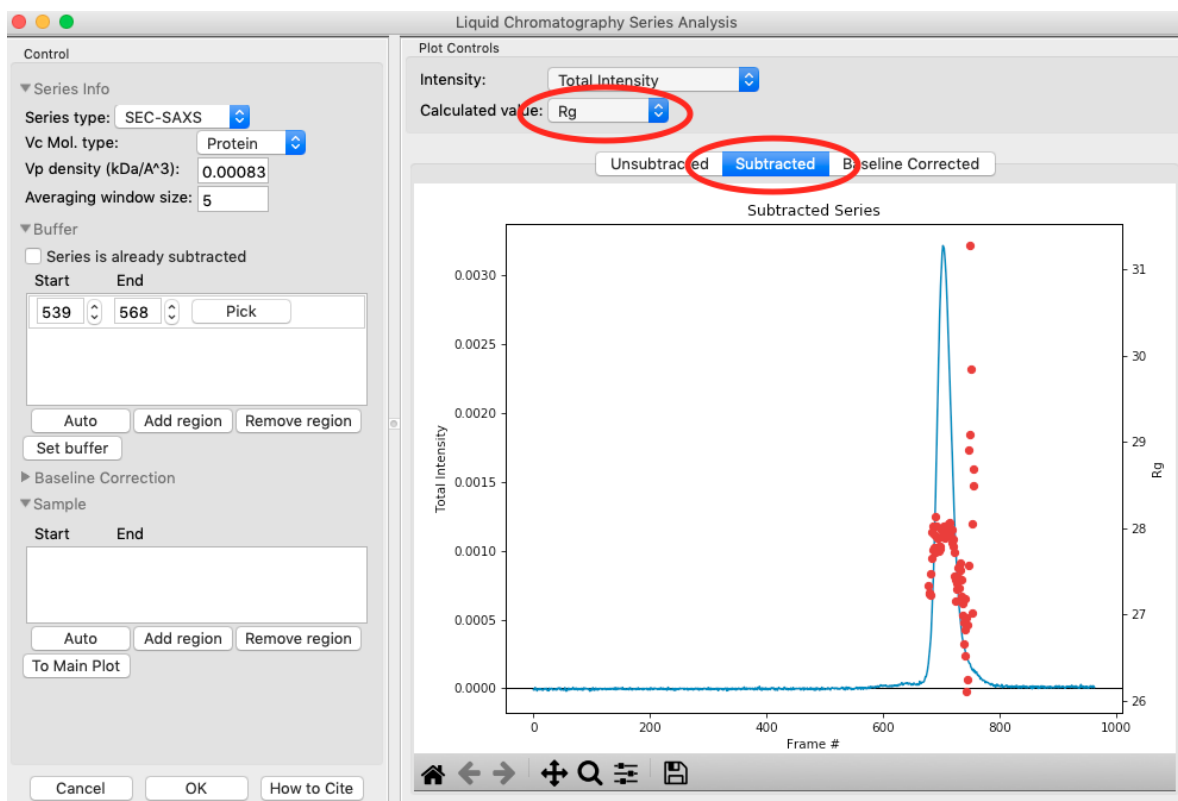 Liquid Chromatography Series Analysis
Control
Series Info
Series type: SEC-SAXS
Vc Mol. type: Protein
Vp density (kDa/A^3): 0.00083
Averaging window size: 5
Buffer
Series is already subtracted
Start End
539 568 Pick
Auto Add region Remove region
Set buffer
Baseline Correction
Sample
Start End
Auto Add region Remove region
To Main Plot
Cancel OK How to Cite
Plot Controls
Intensity: Total Intensity
Calculated value: Rg
Unsubtracted Subtracted Baseline Corrected
Subtracted Series
0.0030
0.0025
0.0020
0.0015
0.0010
0.0005
0.0000
Total Intensity
31
30
29
28
27
26
Rg
0 200 400 600 800 1000
Frame #